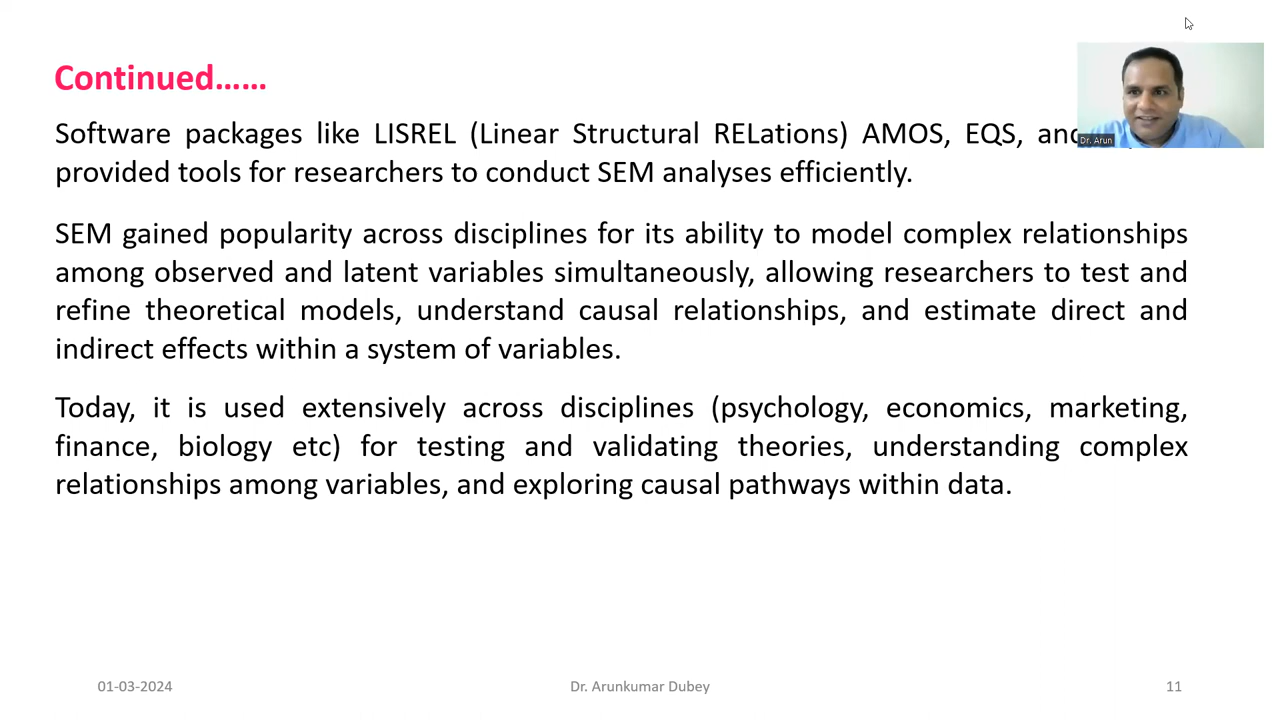 Continued……
Software packages like LISREL (Linear Structural RELations) AMOS, EQS, and
provided tools for researchers to conduct SEM analyses efficiently.
SEM gained popularity across disciplines for its ability to model complex relationships
among observed and latent variables simultaneously, allowing researchers to test and
refine theoretical models, understand causal relationships, and estimate direct and
indirect effects within a system of variables.
Today, it is used extensively across disciplines (psychology, economics, marketing,
finance, biology etc) for testing and validating theories, understanding complex
relationships among variables, and exploring causal pathways within data.
Dr. Arun
01-03-2024
Dr. Arunkumar Dubey
11